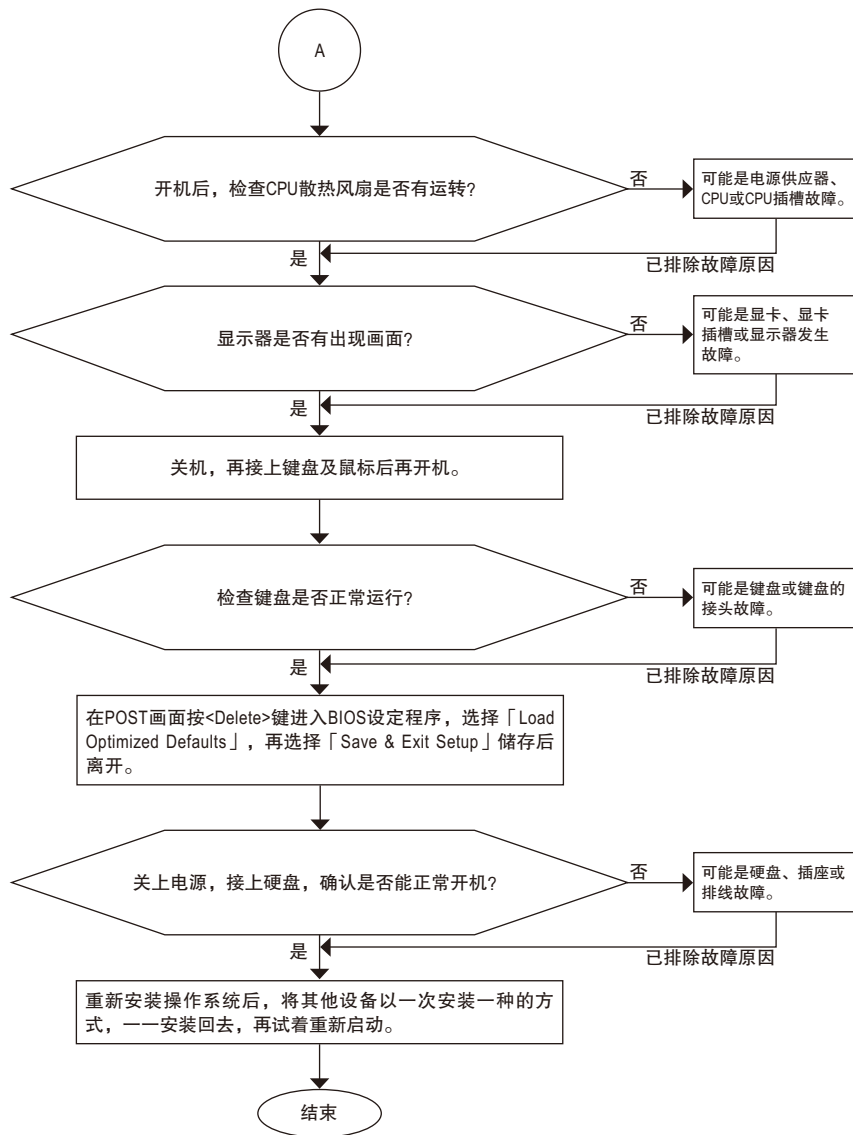 A
开机后，检查CPU散热风扇是否有运转?
否
可能是电源供应器、
CPU或CPU插槽故障。
是
已排除故障原因
显示器是否有出现画面?
否
可能是显卡、显卡
插槽或显示器发生
故障。
是
已排除故障原因
关机，再接上键盘及鼠标后再开机。
检查键盘是否正常运行?
否
可能是键盘或键盘的
接头故障。
是
已排除故障原因
在POST画面按<Delete>键进入BIOS设定程序，选择「Load
Optimized Defaults」，再选择「Save & Exit Setup」储存后
离开。
关上电源，接上硬盘，确认是否能正常开机?
否
可能是硬盘、插座或
排线故障。
是
已排除故障原因
重新安装操作系统后，将其他设备以一次安装一种的方
式，一一安装回去，再试着重新启动。
结束